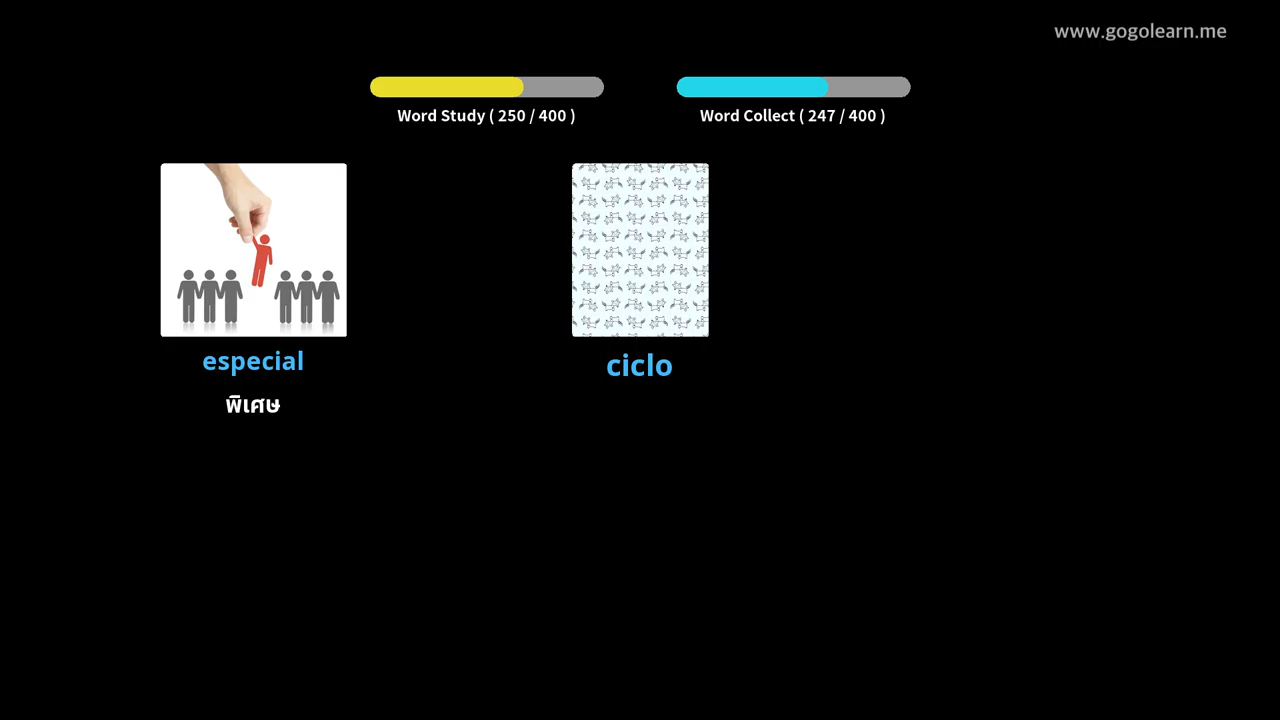 www.gogolearn.me
Word Study ( 250 / 400 )
Word Collect ( 247 / 400 )
especial
พิเศษ
ciclo